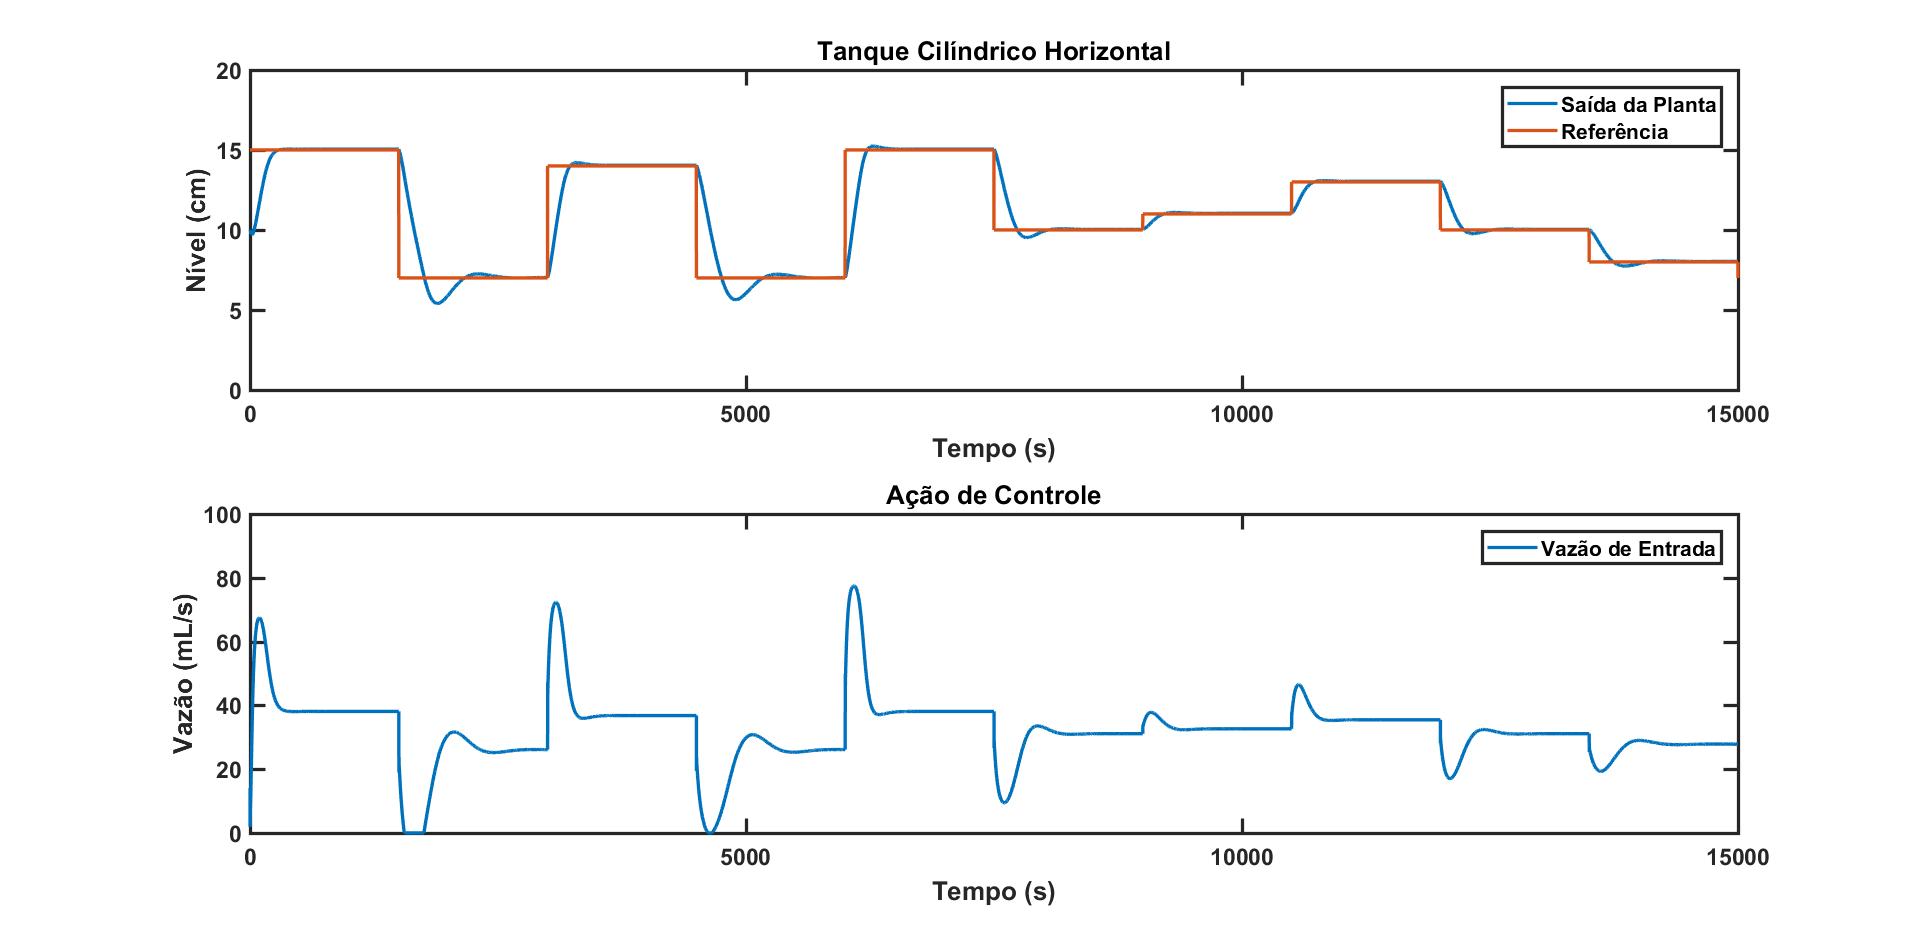 Tanque Cilíndrico Horizontal
20
15
10
5
0
Nível (cm)
Saída da Planta
Referência
0
5000
10000
15000
Tempo (s)
Ação de Controle
100
80
60
40
20
0
Vazão (mL/s)
Vazão de Entrada
0
5000
10000
15000
Tempo (s)